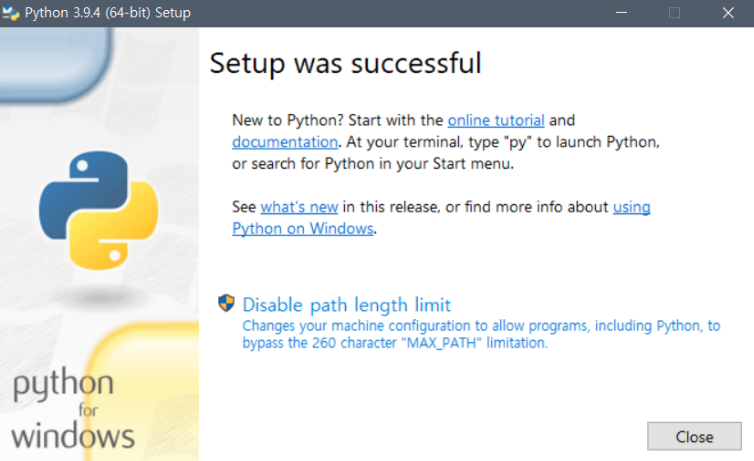 Python 3.9.4 (64-bit) Setup
Setup was successful
New to Python? Start with the online tutorial and
documentation. At your terminal, type "py" to launch Python,
or search for Python in your Start menu.
See what's new in this release, or find more info about using
Python on Windows.
Disable path length limit
Changes your machine configuration to allow programs, including Python, to
bypass the 260 character "MAX_PATH" limitation.
python
for
windows
Close